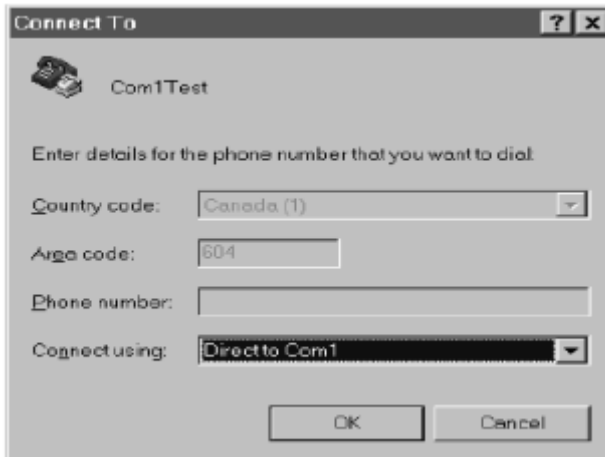 Connect To
Com1Test
Enter details for the phone number that you want to dial:
Country code: Canada (1)
Area code: 604
Phone number:
Connect using: Direct to Com1
OK Cancel